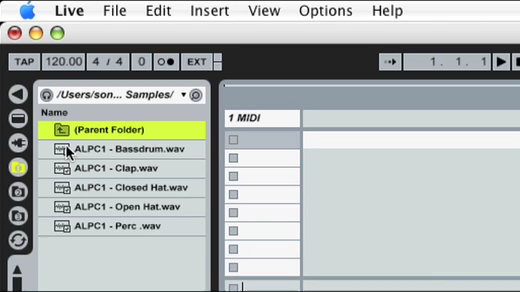 Live File Edit Insert View Options Help
TAP 120.00 4 / 4 0 EXT 1. 1. 1
/Users/son... Samples/
Name
(Parent Folder)
ALPC1 - Bassdrum.wav
ALPC1 - Clap.wav
ALPC1 - Closed Hat.wav
ALPC1 - Open Hat.wav
ALPC1 - Perc .wav
1 MIDI